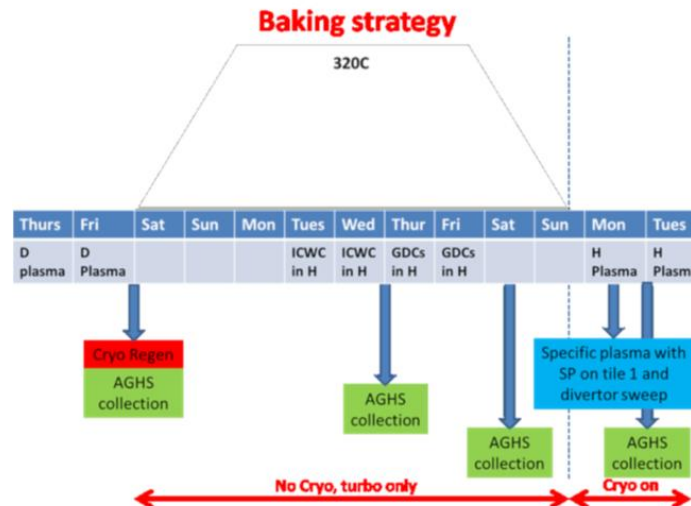 Baking strategy
320C
Thurs Fri Sat Sun Mon Tues Wed Thur Fri Sat Sun Mon Tues
D plasma D Plasma ICWC in H ICWC in H GDCs in H GDCs in H H Plasma H Plasma
Cryo Regen
AGHS
collection
AGHS
collection
AGHS
collection
Specific plasma with
SP on tile 1 and
divertor sweep
AGHS
collection
No Cryo, turbo only
Cryo on